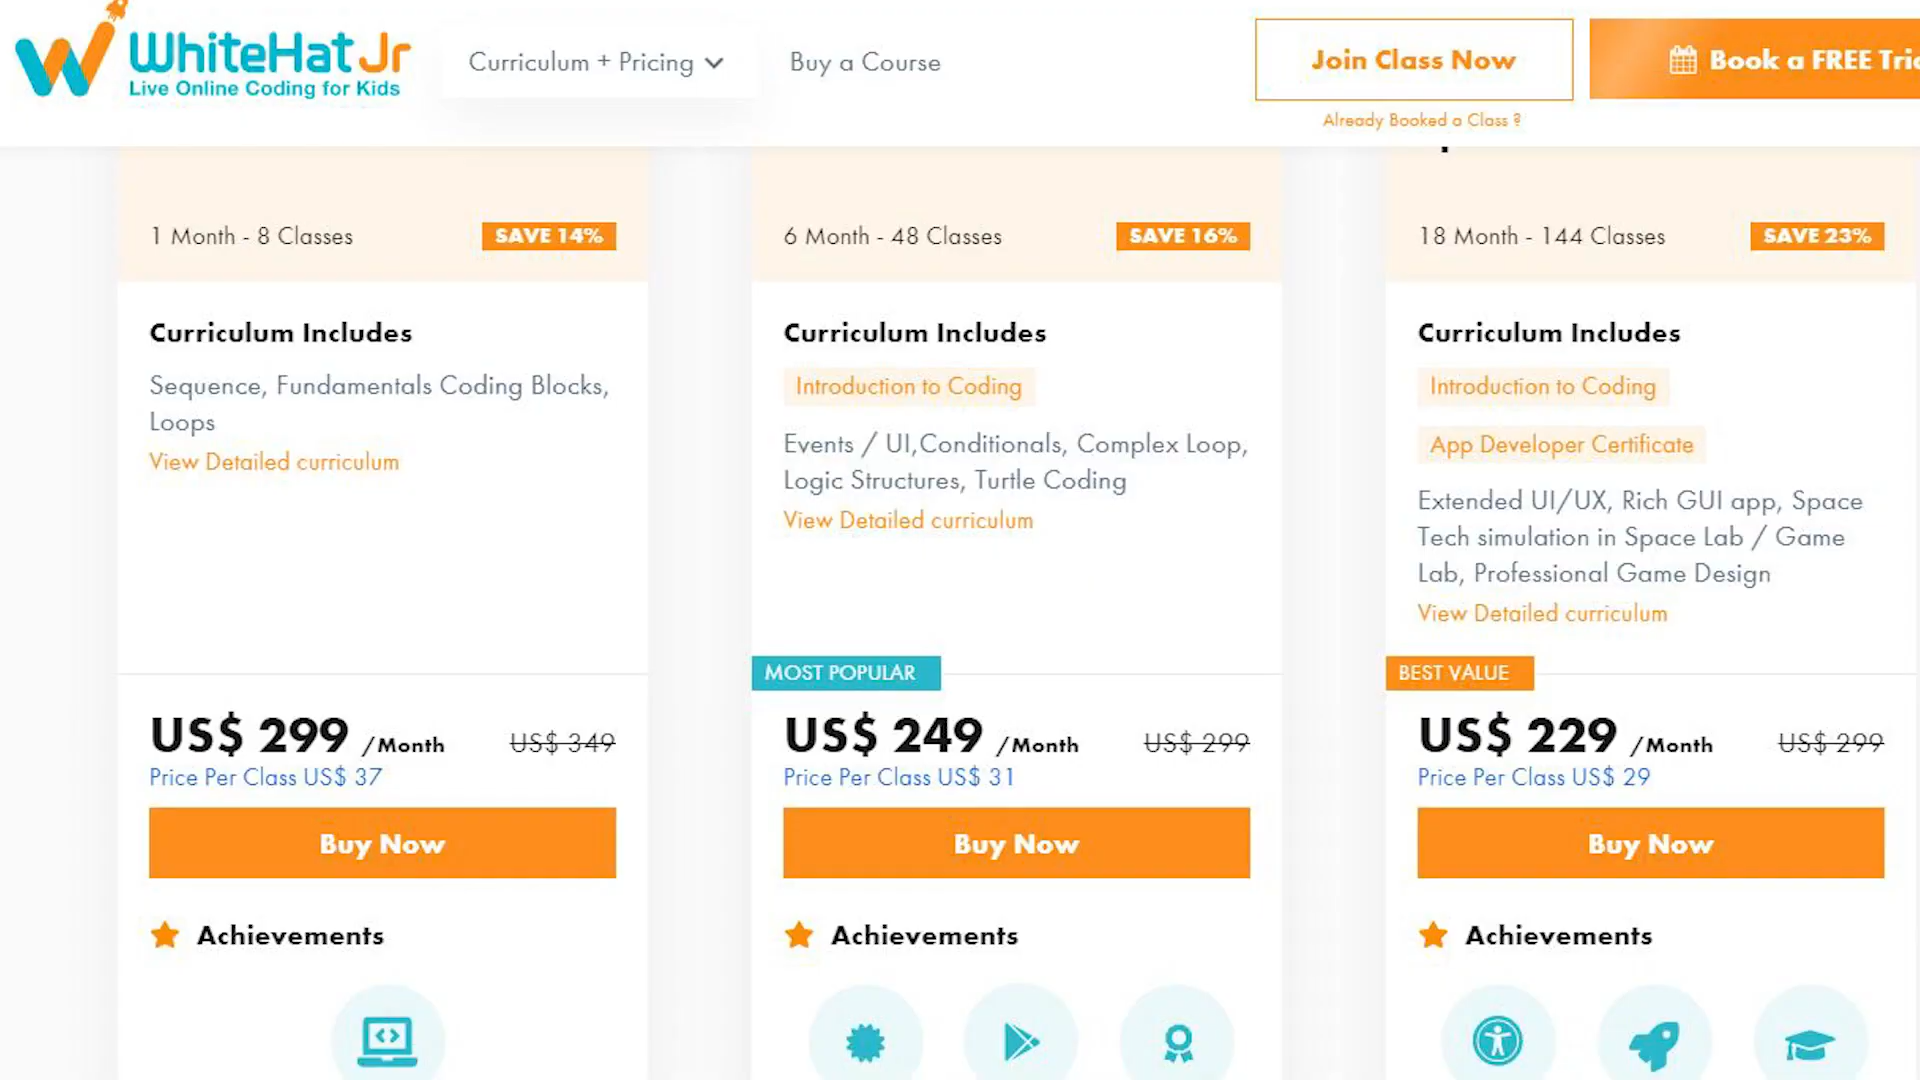 WhiteHat Jr
Live Online Coding for Kids
Curriculum + Pricing
Buy a Course
Join Class Now
Already Booked a Class ?
Book a FREE
1 Month - 8 Classes
SAVE 14%
Curriculum Includes
Sequence, Fundamentals Coding Blocks,
Loops
View Detailed curriculum
US$ 299 /Month US$ 349
Price Per Class US$ 37
Buy Now
Achievements
6 Month - 48 Classes
SAVE 16%
Curriculum Includes
Introduction to Coding
Events / UI,Conditionals, Complex Loop,
Logic Structures, Turtle Coding
View Detailed curriculum
MOST POPULAR
US$ 249 /Month US$ 299
Price Per Class US$ 31
Buy Now
Achievements
18 Month - 144 Classes
SAVE 23%
Curriculum Includes
Introduction to Coding
App Developer Certificate
Extended UI/UX, Rich GUI app, Space
Tech simulation in Space Lab / Game
Lab, Professional Game Design
View Detailed curriculum
BEST VALUE
US$ 229 /Month US$ 299
Price Per Class US$ 29
Buy Now
Achievements